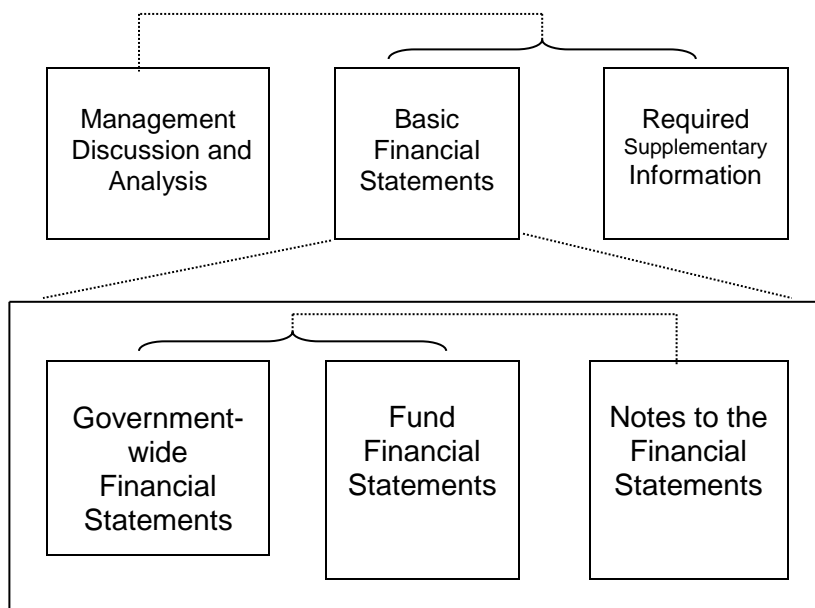 Management
Discussion and
Analysis
Basic
Financial
Statements
Required
Supplementary
Information
Government-
wide
Financial
Statements
Fund
Financial
Statements
Notes to the
Financial
Statements